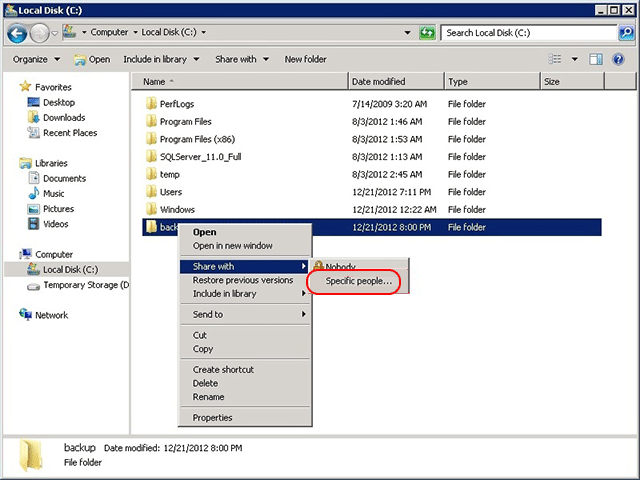 Local Disk (C:)
Computer Local Disk (C:)
Search Local Disk (C:)
Organize Open Include in library Share with New folder
Name Date modified Type Size
Favorites
Desktop
Downloads
Recent Places
Libraries
Documents
Music
Pictures
Videos
Computer
Local Disk (C:)
Temporary Storage (D
Network
PerfLogs 7/14/2009 3:20 AM File folder
Program Files 8/3/2012 1:46 AM File folder
Program Files (x86) 8/3/2012 1:53 AM File folder
SQLServer_11.0_Full 8/3/2012 1:13 AM File folder
temp 8/3/2012 2:45 AM File folder
Users 12/21/2012 7:11 PM File folder
Windows 12/21/2012 12:22 AM File folder
back 12/21/2012 8:00 PM File folder
Open
Open in new window
Share with
Restore previous versions
Include in library
Send to
Cut
Copy
Create shortcut
Delete
Rename
Properties
Nobody
Specific people...
backup Date modified: 12/21/2012 8:00 PM
File folder